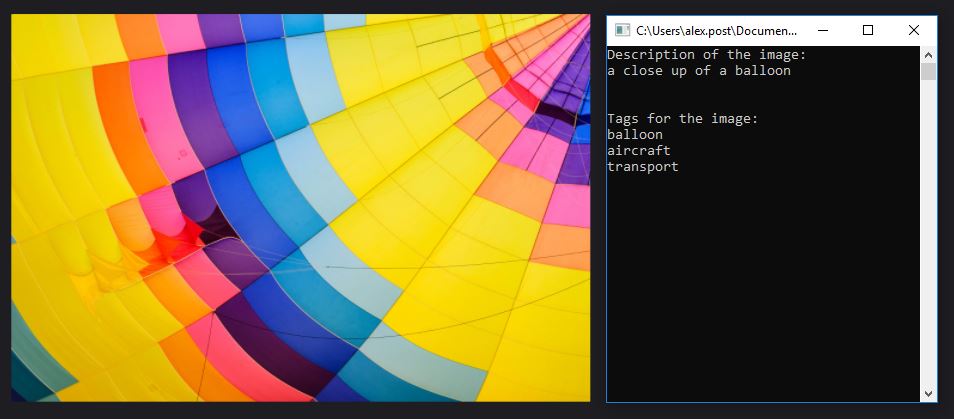 C:\Users\alex.post\Documen...
Description of the image:
a close up of a balloon
Tags for the image:
balloon
aircraft
transport